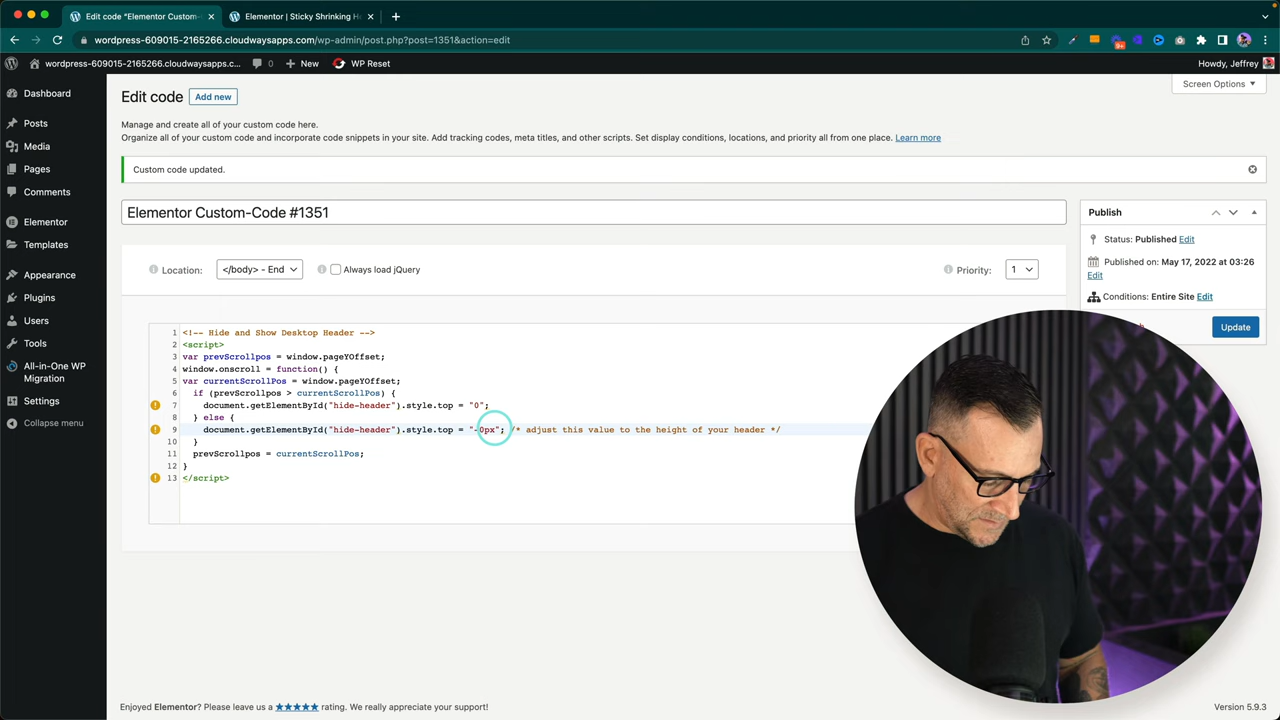 Edit code "Elementor Custom-
Elementor | Sticky Shrinking H
wordpress-609015-2165266.cloudwaysapps.com/wp-admin/post.php?post=1351&action=edit
9+
wordpress-609015-2165266.cloudwaysapps.c...
0
New
WP Reset
Howdy, Jeffrey
Dashboard
Posts
Media
Pages
Comments
Elementor
Templates
Appearance
Plugins
Users
Tools
All-in-One WP
Migration
Settings
Collapse menu
Screen Options
Edit code
Add new
Manage and create all of your custom code here.
Organize all of your custom code and incorporate code snippets in your site. Add tracking codes, meta titles, and other scripts. Set display conditions, locations, and priority all from one place. Learn more
Custom code updated.
Elementor Custom-Code #1351
Location:
</body> - End
Always load jQuery
Priority:
1
1 <!-- Hide and Show Desktop Header -->
2 <script>
3 var prevScrollpos = window.pageYOffset;
4 window.onscroll = function() {
5 var currentScrollPos = window.pageYOffset;
6 if (prevScrollpos > currentScrollPos) {
7 document.getElementById("hide-header").style.top = "0";
8 } else {
9 document.getElementById("hide-header").style.top = "-0px"; /* adjust this value to the height of your header */
10 }
11 prevScrollpos = currentScrollPos;
12 }
13 </script>
Publish
Status: Published Edit
Published on: May 17, 2022 at 03:26
Edit
Conditions: Entire Site Edit
Update
Enjoyed Elementor? Please leave us a ★★★★★ rating. We really appreciate your support!
Version 5.9.3